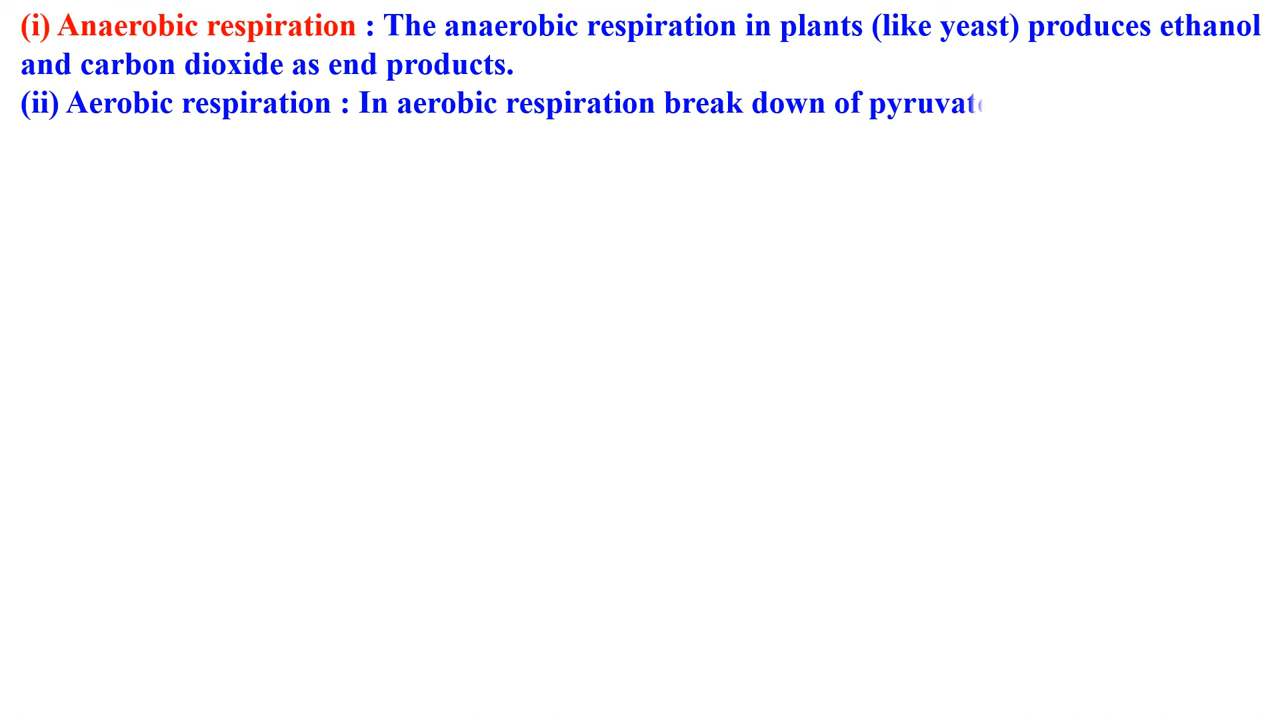 (i) Anaerobic respiration : The anaerobic respiration in plants (like yeast) produces ethanol
and carbon dioxide as end products.
(ii) Aerobic respiration : In aerobic respiration break down of